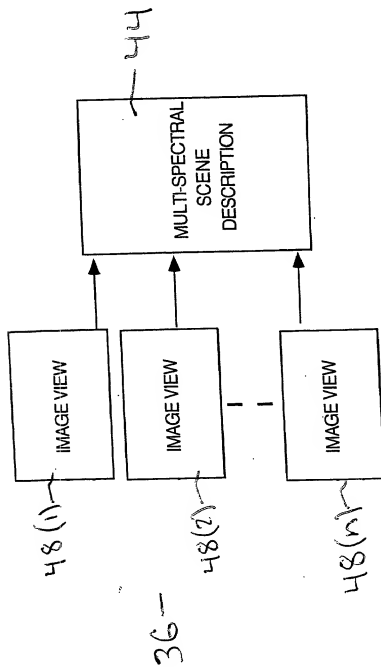 44
MULTI-SPECTRAL
SCENE
DESCRIPTION
IMAGE VIEW
48(1)
IMAGE VIEW
48(2)
36
IMAGE VIEW
48(n)